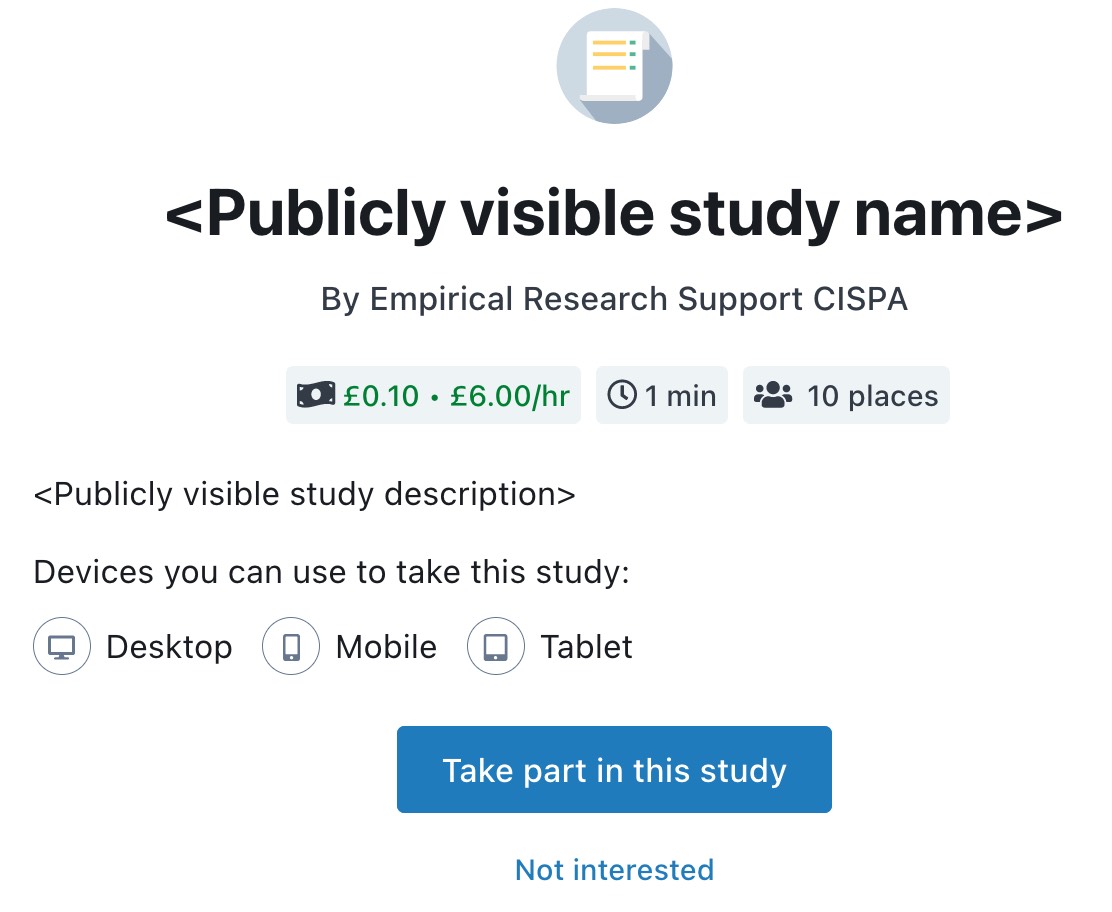 <Publicly visible study name>
By Empirical Research Support CISPA
£0.10 • £6.00/hr 1 min 10 places
<Publicly visible study description>
Devices you can use to take this study:
Desktop Mobile Tablet
Take part in this study
Not interested